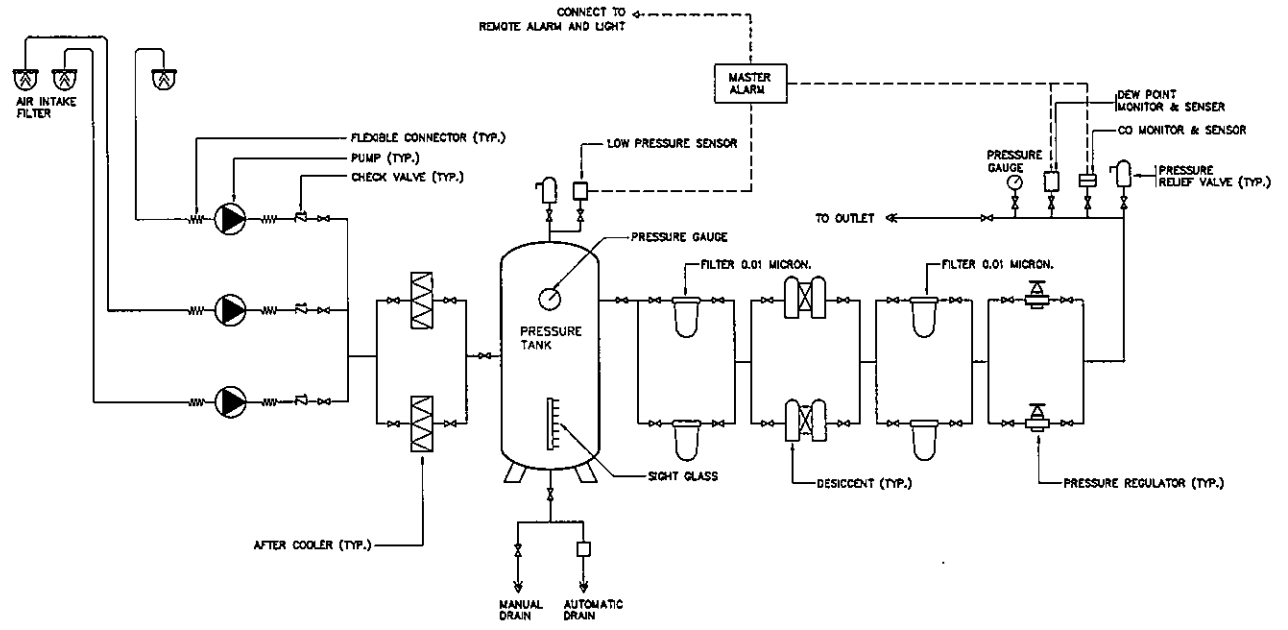 CONNECT TO
REMOTE ALARM AND LIGHT
MASTER
ALARM
DEW POINT
MONITOR & SENSER
CO MONITOR & SENSOR
PRESSURE
GAUGE
PRESSURE
RELIEF VALVE (TYP.)
AIR INTAKE
FILTER
FLEXIBLE CONNECTOR (TYP.)
PUMP (TYP.)
CHECK VALVE (TYP.)
LOW PRESSURE SENSOR
TO OUTLET
PRESSURE GAUGE
FILTER 0.01 MICRON.
FILTER 0.01 MICRON.
PRESSURE
TANK
SIGHT GLASS
DESICCENT (TYP.)
PRESSURE REGULATOR (TYP.)
AFTER COOLER (TYP.)
MANUAL
DRAIN
AUTOMATIC
DRAIN